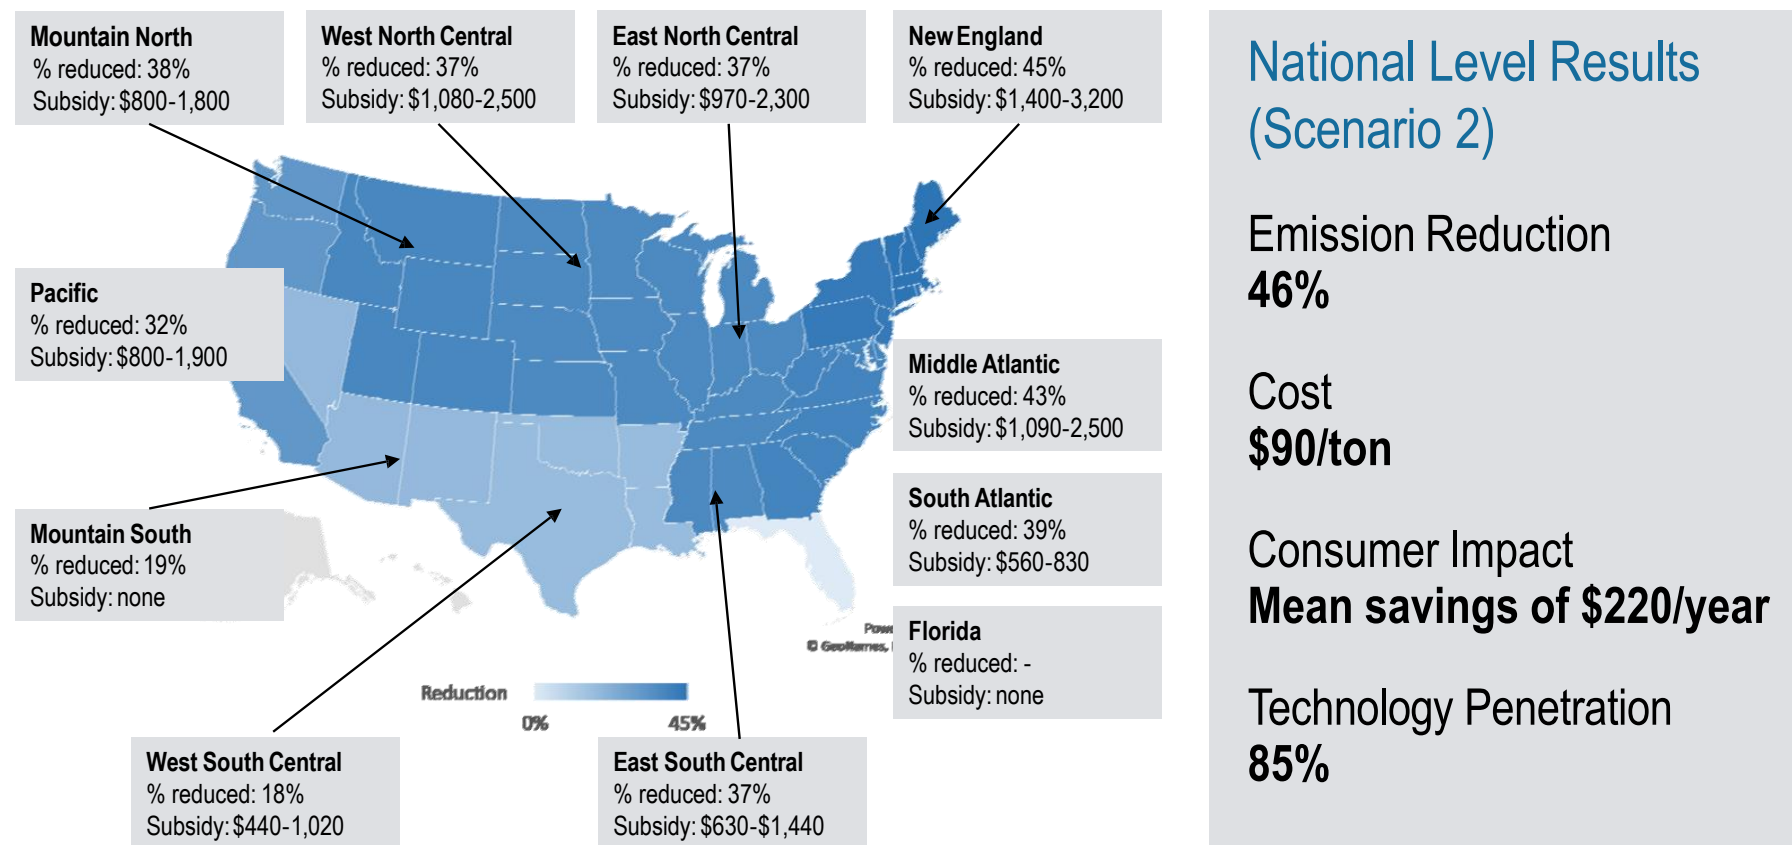 Mountain North
% reduced: 38%
Subsidy: $800-1,800
West North Central
% reduced: 37%
Subsidy: $1,080-2,500
East North Central
% reduced: 37%
Subsidy: $970-2,300
New England
% reduced: 45%
Subsidy: $1,400-3,200
Pacific
% reduced: 32%
Subsidy: $800-1,900
Middle Atlantic
% reduced: 43%
Subsidy: $1,090-2,500
South Atlantic
% reduced: 39%
Subsidy: $560-830
Mountain South
% reduced: 19%
Subsidy: none
Florida
% reduced: -
Subsidy: none
Powe
© GeoNames,
Reduction
0% 45%
West South Central
% reduced: 18%
Subsidy: $440-1,020
East South Central
% reduced: 37%
Subsidy: $630-$1,440
National Level Results
(Scenario 2)
Emission Reduction
46%
Cost
$90/ton
Consumer Impact
Mean savings of $220/year
Technology Penetration
85%